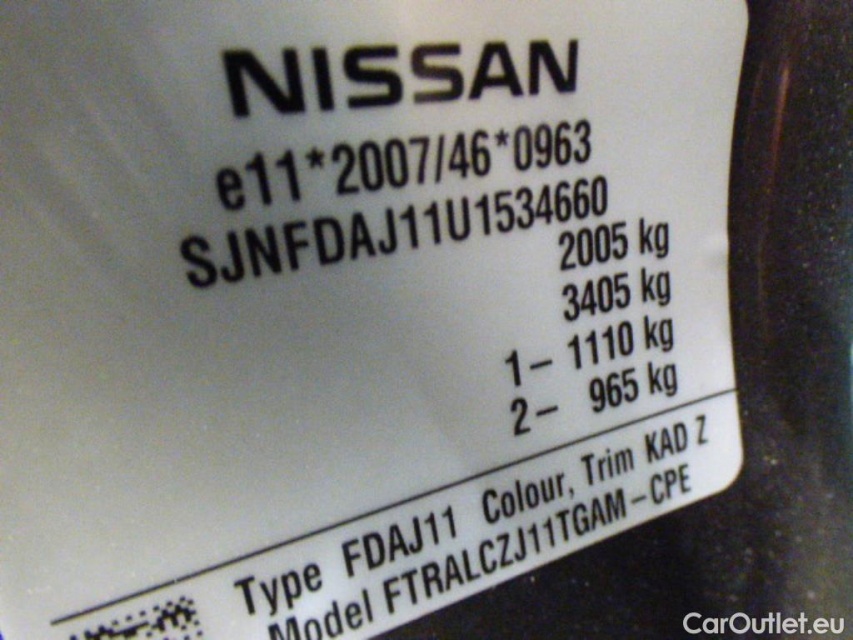 NISSAN
e11*2007/46*0963
SJNFDAJ11U1534660
2005 kg
3405 kg
1 – 1110 kg
2 – 965 kg
Type FDAJ11 Colour, Trim KAD Z
Model FTRALCZJ11TGAM–CPE
CarOutlet.eu